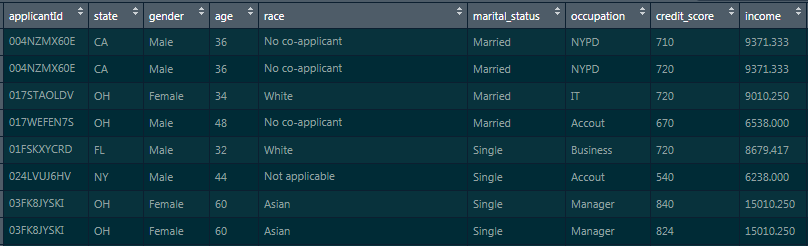 applicantId state gender age race marital_status occupation credit_score income
004NZMX60E CA Male 36 No co-applicant Married NYPD 710 9371.333
004NZMX60E CA Male 36 No co-applicant Married NYPD 720 9371.333
017STAOLDV OH Female 34 White Married IT 720 9010.250
017WEFEN7S OH Male 48 No co-applicant Married Accout 670 6538.000
01FSKXYCRD FL Male 32 White Single Business 720 8679.417
024LVUJ6HV NY Male 44 Not applicable Single Accout 540 6238.000
03FK8JYSKI OH Female 60 Asian Single Manager 840 15010.250
03FK8JYSKI OH Female 60 Asian Single Manager 824 15010.250